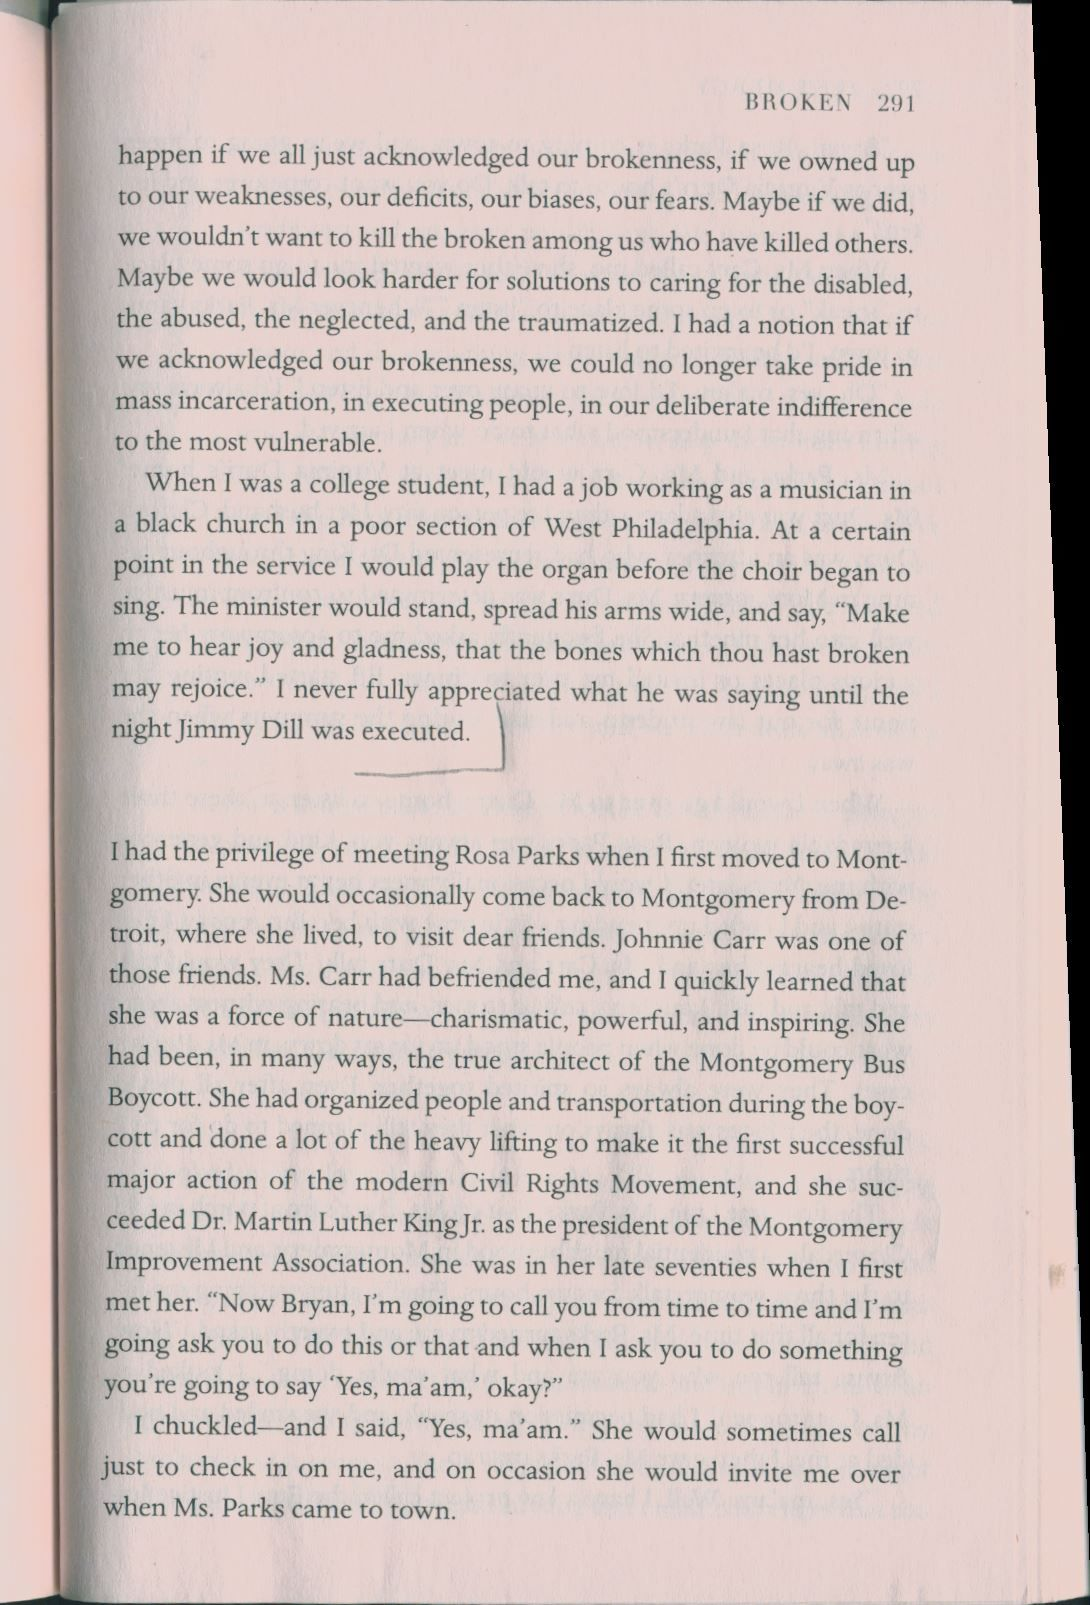 BROKEN 291
happen if we all just acknowledged our brokenness, if we owned up
to our weaknesses, our deficits, our biases, our fears. Maybe if we did,
we wouldn't want to kill the broken among us who have killed others.
Maybe we would look harder for solutions to caring for the disabled,
the abused, the neglected, and the traumatized. I had a notion that if
we acknowledged our brokenness, we could no longer take pride in
mass incarceration, in executing people, in our deliberate indifference
to the most vulnerable.
When I was a college student, I had a job working as a musician in
a black church in a poor section of West Philadelphia. At a certain
point in the service I would play the organ before the choir began to
sing. The minister would stand, spread his arms wide, and say, “Make
me to hear joy and gladness, that the bones which thou hast broken
may rejoice.” I never fully appreciated what he was saying until the
night Jimmy Dill was executed.
I had the privilege of meeting Rosa Parks when I first moved to Mont-
gomery. She would occasionally come back to Montgomery from De-
troit, where she lived, to visit dear friends. Johnnie Carr was one of
those friends. Ms. Carr had befriended me, and I quickly learned that
she was a force of nature—charismatic, powerful, and inspiring. She
had been, in many ways, the true architect of the Montgomery Bus
Boycott. She had organized people and transportation during the boy-
cott and done a lot of the heavy lifting to make it the first successful
major action of the modern Civil Rights Movement, and she suc-
ceeded Dr. Martin Luther King Jr. as the president of the Montgomery
Improvement Association. She was in her late seventies when I first
met her. “Now Bryan, I'm going to call you from time to time and I'm
going ask you to do this or that and when I ask you to do something
you're going to say ‘Yes, ma'am,’ okay?”
I chuckled—and I said, “Yes, ma'am.” She would sometimes call
just to check in on me, and on occasion she would invite me over
when Ms. Parks came to town.